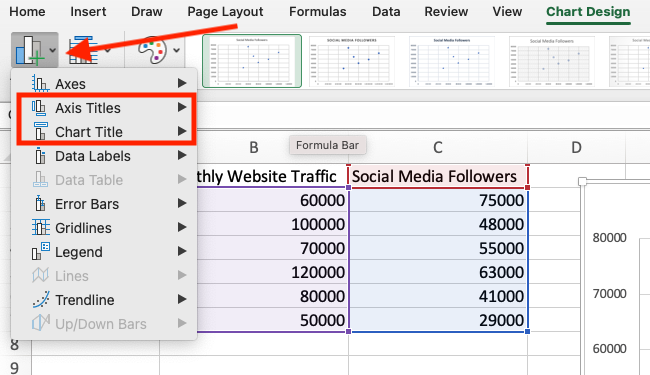 Home Insert Draw Page Layout Formulas Data Review View Chart Design
Social Media Followers SOCIAL MEDIA FOLLOWERS Social Media Followers Social Media Followers
Axes
Axis Titles
Chart Title
Data Labels
Data Table
Error Bars
Gridlines
Legend
Lines
Trendline
Up/Down Bars
Formula Bar
B C D
thly Website Traffic Social Media Followers
60000 75000
100000 48000
70000 55000
120000 63000
80000 41000
50000 29000
8
9
80000
70000
60000